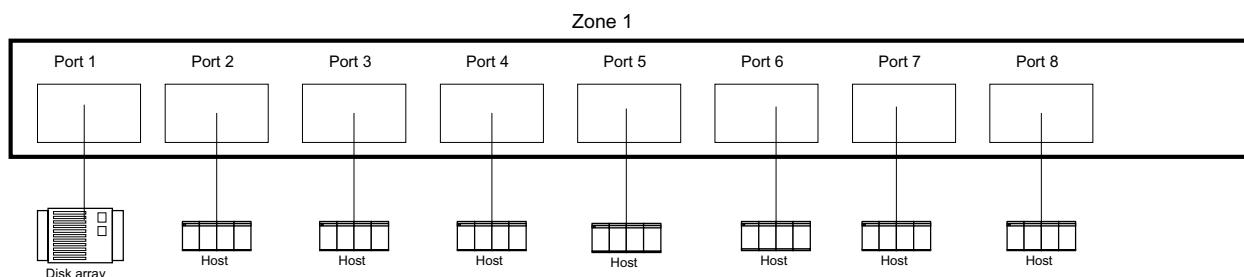 Zone 1
Port 1 Port 2 Port 3 Port 4 Port 5 Port 6 Port 7 Port 8
Disk array Host Host Host Host Host Host Host